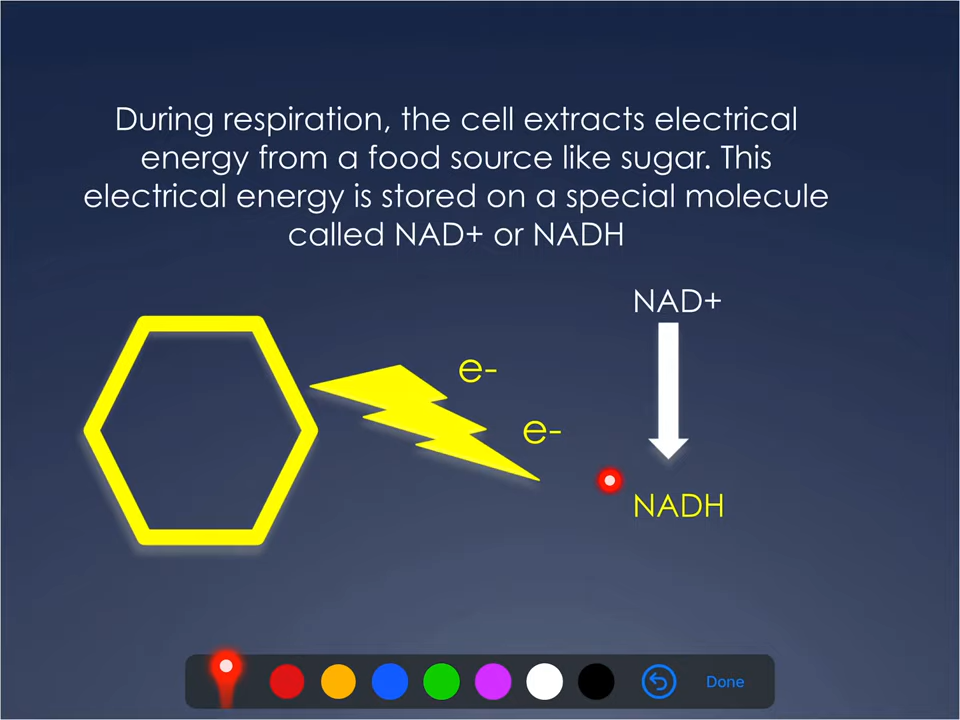 During respiration, the cell extracts electrical
energy from a food source like sugar. This
electrical energy is stored on a special molecule
called NAD+ or NADH
NAD+
e-
e-
NADH
Done